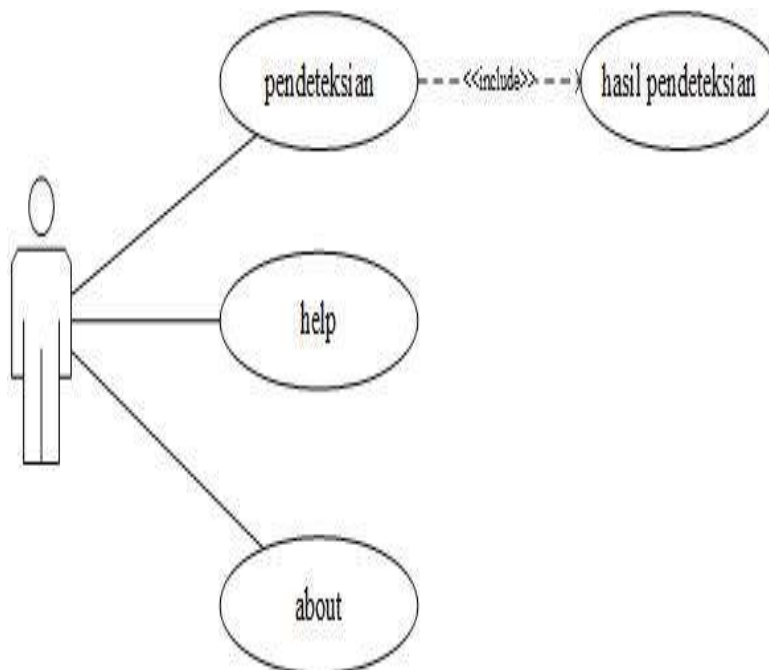 pendeteksian
<<include>>
hasil pendeteksian
help
about